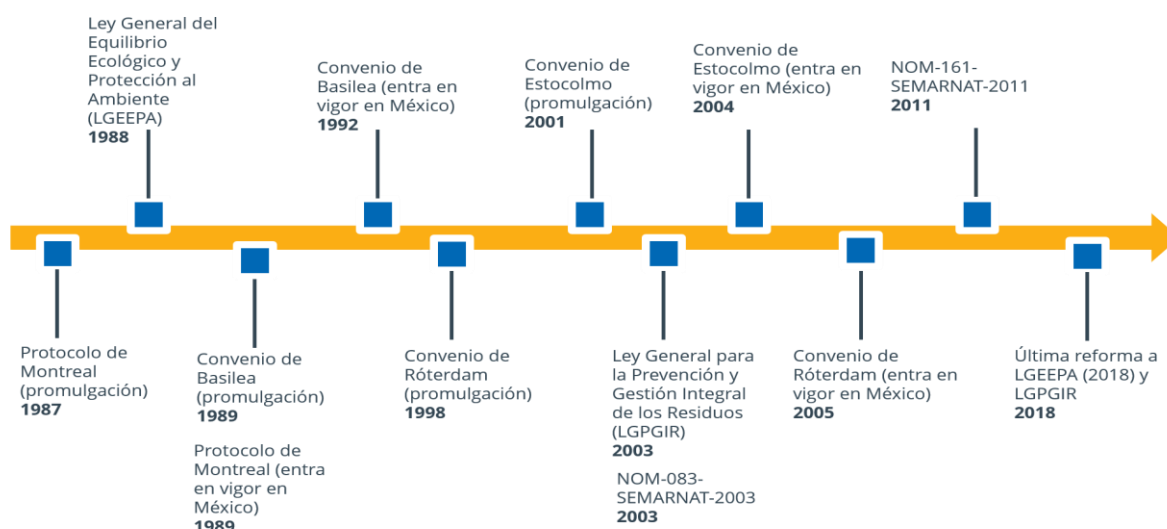 Ley General del
Equilibrio
Ecológico y
Protección al
Ambiente
(LGEEPA)
1988
Convenio de
Basilea (entra en
vigor en México)
1992
Convenio de
Estocolmo
(promulgación)
2001
Convenio de
Estocolmo (entra en
vigor en México)
2004
NOM-161-
SEMARNAT-2011
2011
Protocolo de
Montreal
(promulgación)
1987
Convenio de
Basilea
(promulgación)
1989
Protocolo de
Montreal (entra
en vigor en
México)
1989
Convenio de
Róterdam
(promulgación)
1998
Ley General para
la Prevención y
Gestión Integral
de los Residuos
(LGPGIR)
2003
NOM-083-
SEMARNAT-2003
2003
Convenio de
Róterdam (entra en
vigor en México)
2005
Última reforma a
LGEEPA (2018) y
LGPGIR
2018